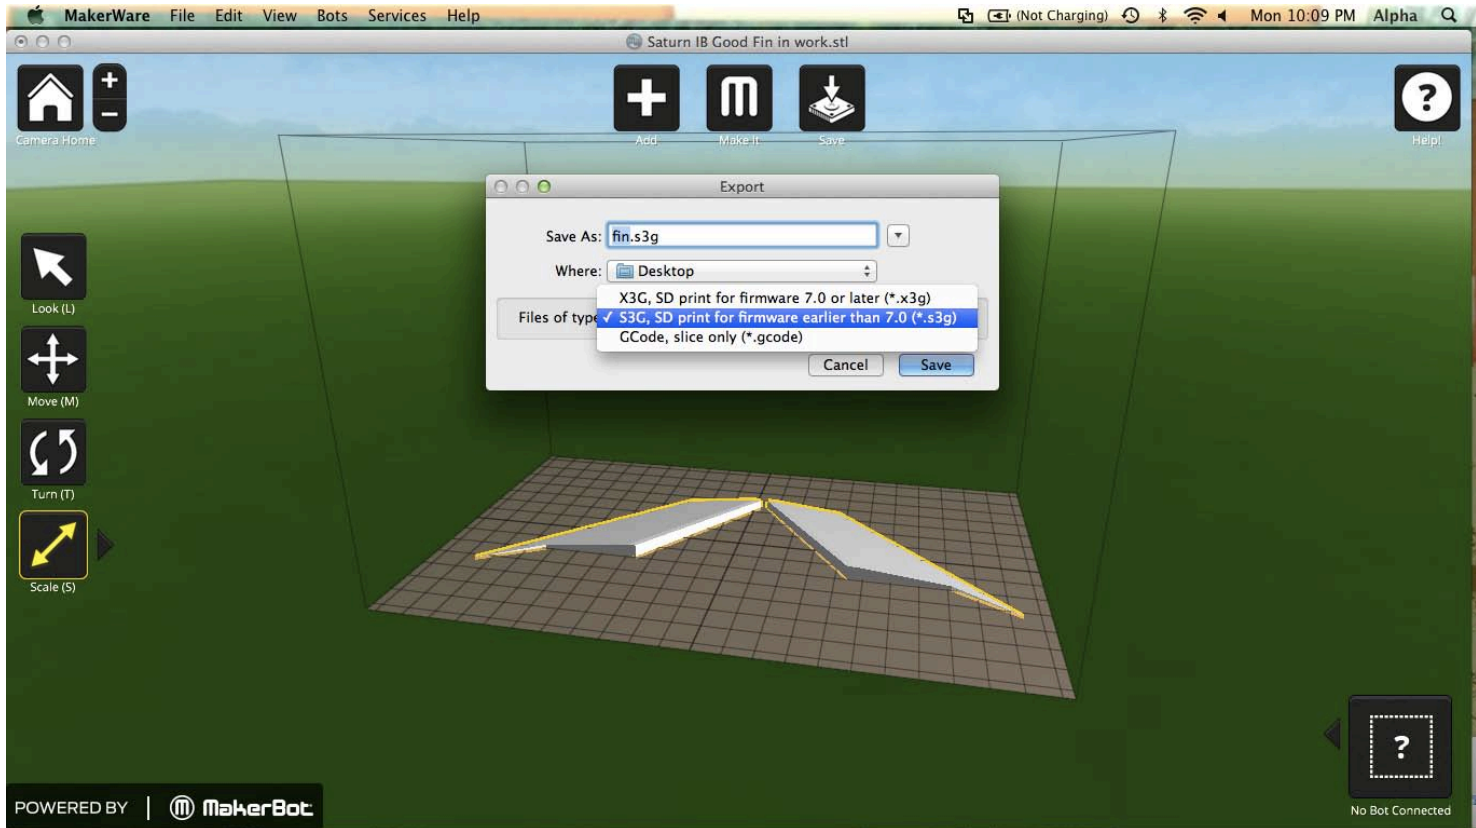 MakerWare File Edit View Bots Services Help (Not Charging) Mon 10:09 PM Alpha
Saturn IB Good Fin in work.stl
Camera Home
+
−
Add
Make It
Save
?
Help!
Export
Save As: fin.s3g
Where: Desktop
X3G, SD print for firmware 7.0 or later (*.x3g)
Files of type ✓ S3G, SD print for firmware earlier than 7.0 (*.s3g)
GCode, slice only (*.gcode)
Cancel Save
Look (L)
Move (M)
Turn (T)
Scale (S)
?
No Bot Connected
POWERED BY | MakerBot